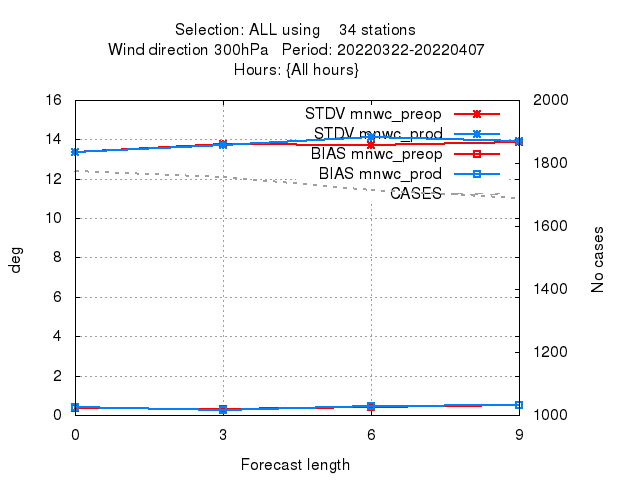 Selection: ALL using 34 stations
Wind direction 300hPa Period: 20220322-20220407
Hours: {All hours}
16 2000
STDV mnwc_preop
14 STDV mnwc_prod
BIAS mnwc_preop 1800
12 BIAS mnwc_prod
CASES
10 1600
8 1400
deg No cases
6
4 1200
2
0 1000
0 3 6 9
Forecast length